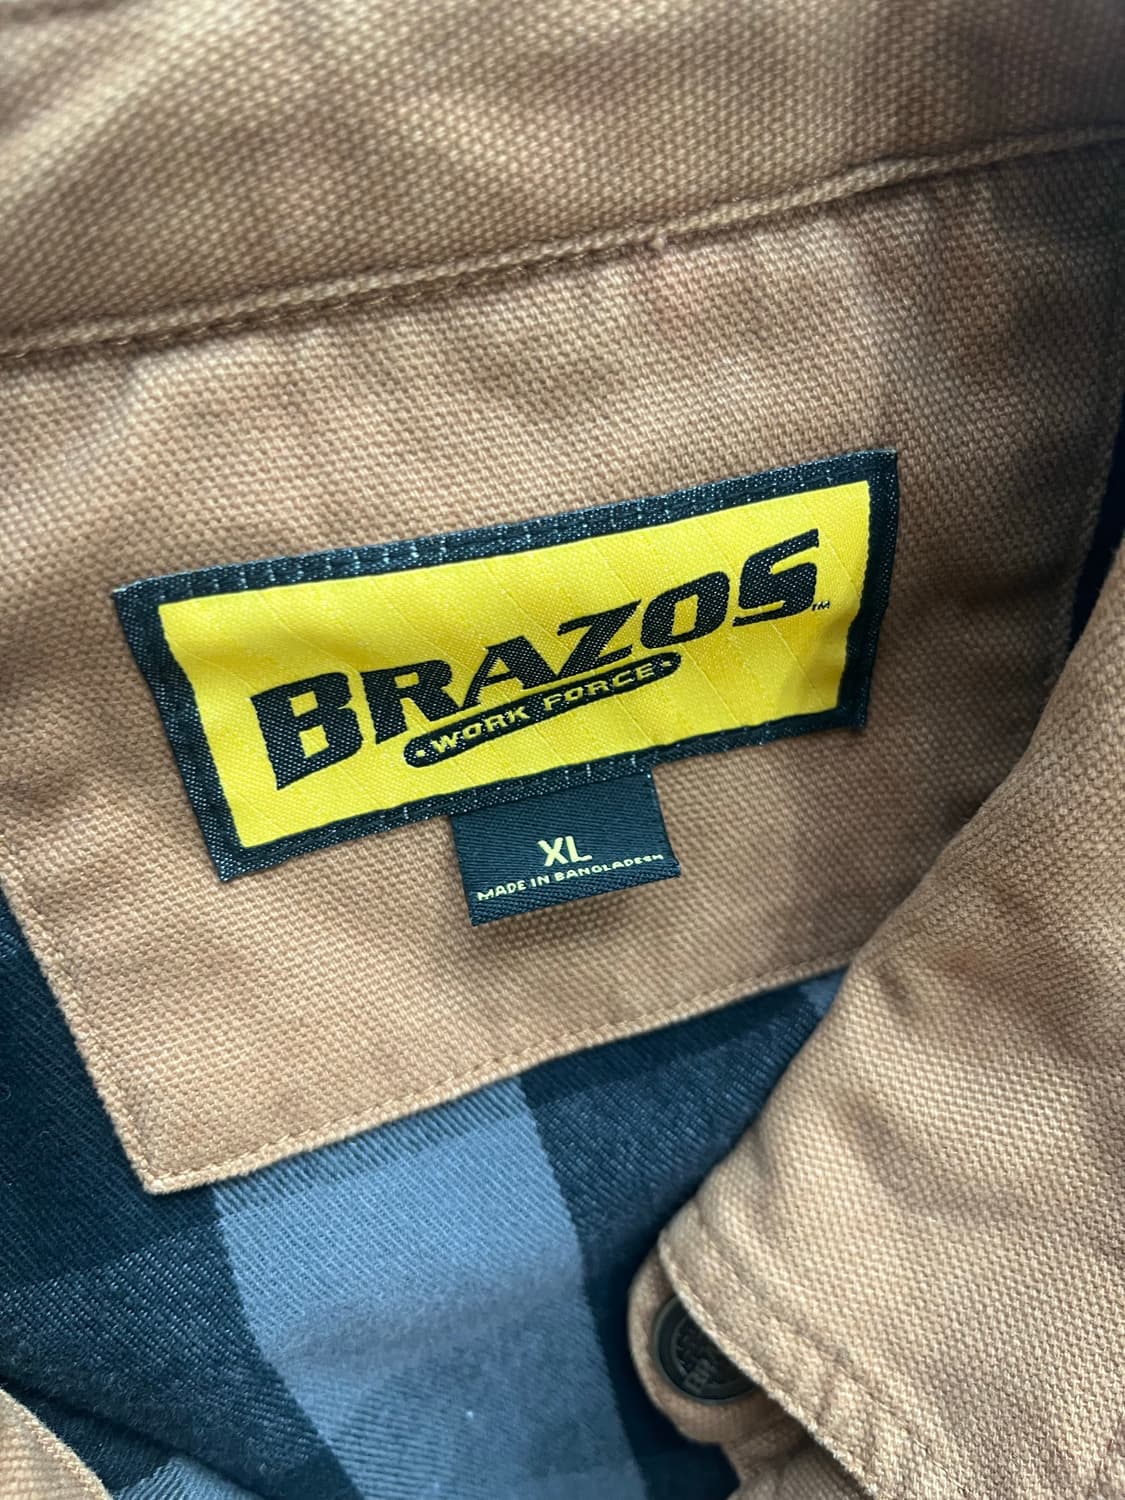 BRAZOS™
·WORK FORCE·
XL
MADE IN BANGLADESH